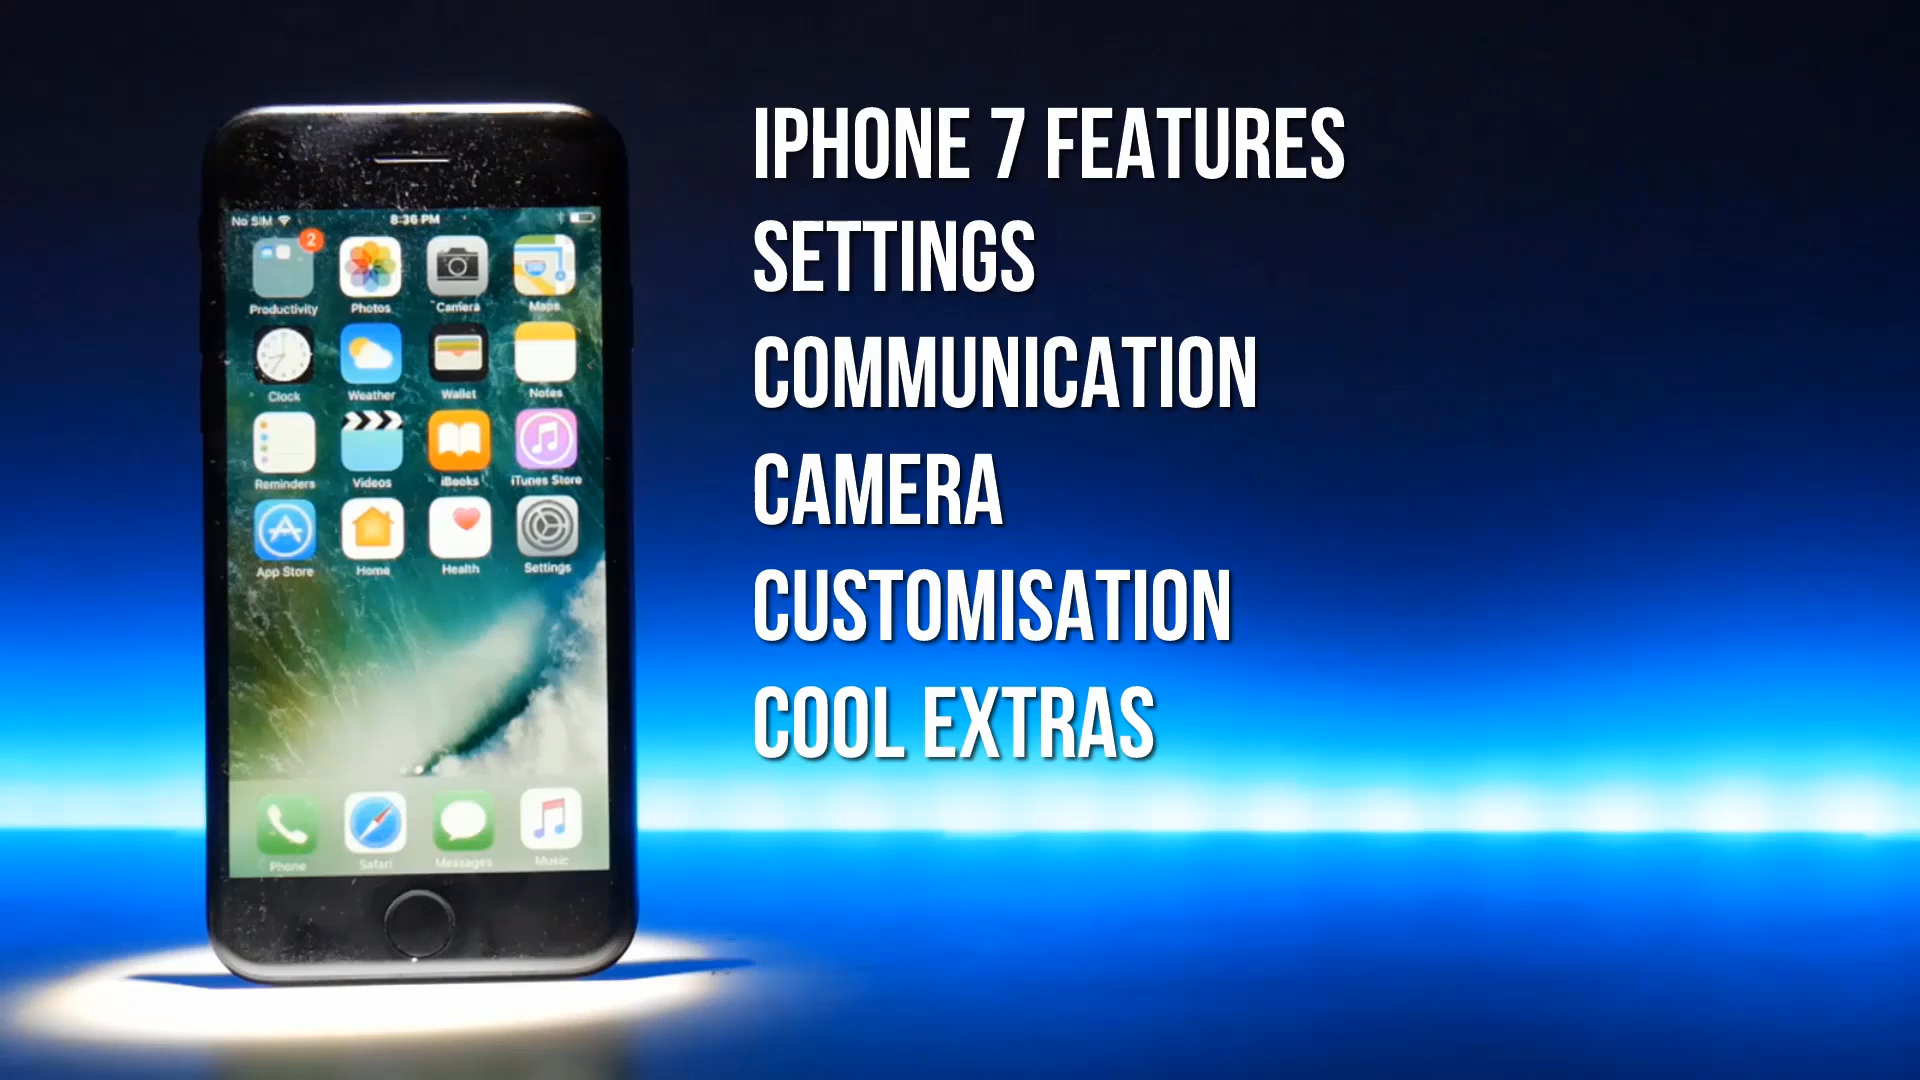 IPHONE 7 FEATURES
SETTINGS
COMMUNICATION
CAMERA
CUSTOMISATION
COOL EXTRAS
No SIM 8:36 PM
2
Productivity Photos Camera Maps
Clock Weather Wallet Notes
Reminders Videos iBooks iTunes Store
App Store Home Health Settings
Phone Safari Messages Music